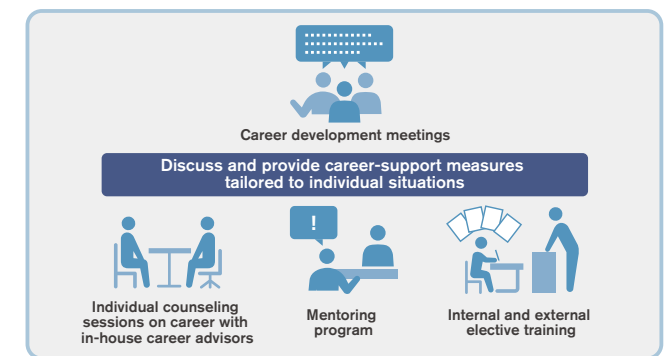 Career development meetings
Discuss and provide career-support measures
tailored to individual situations
!
Individual counseling
sessions on career with
in-house career advisors
Mentoring
program
Internal and external
elective training